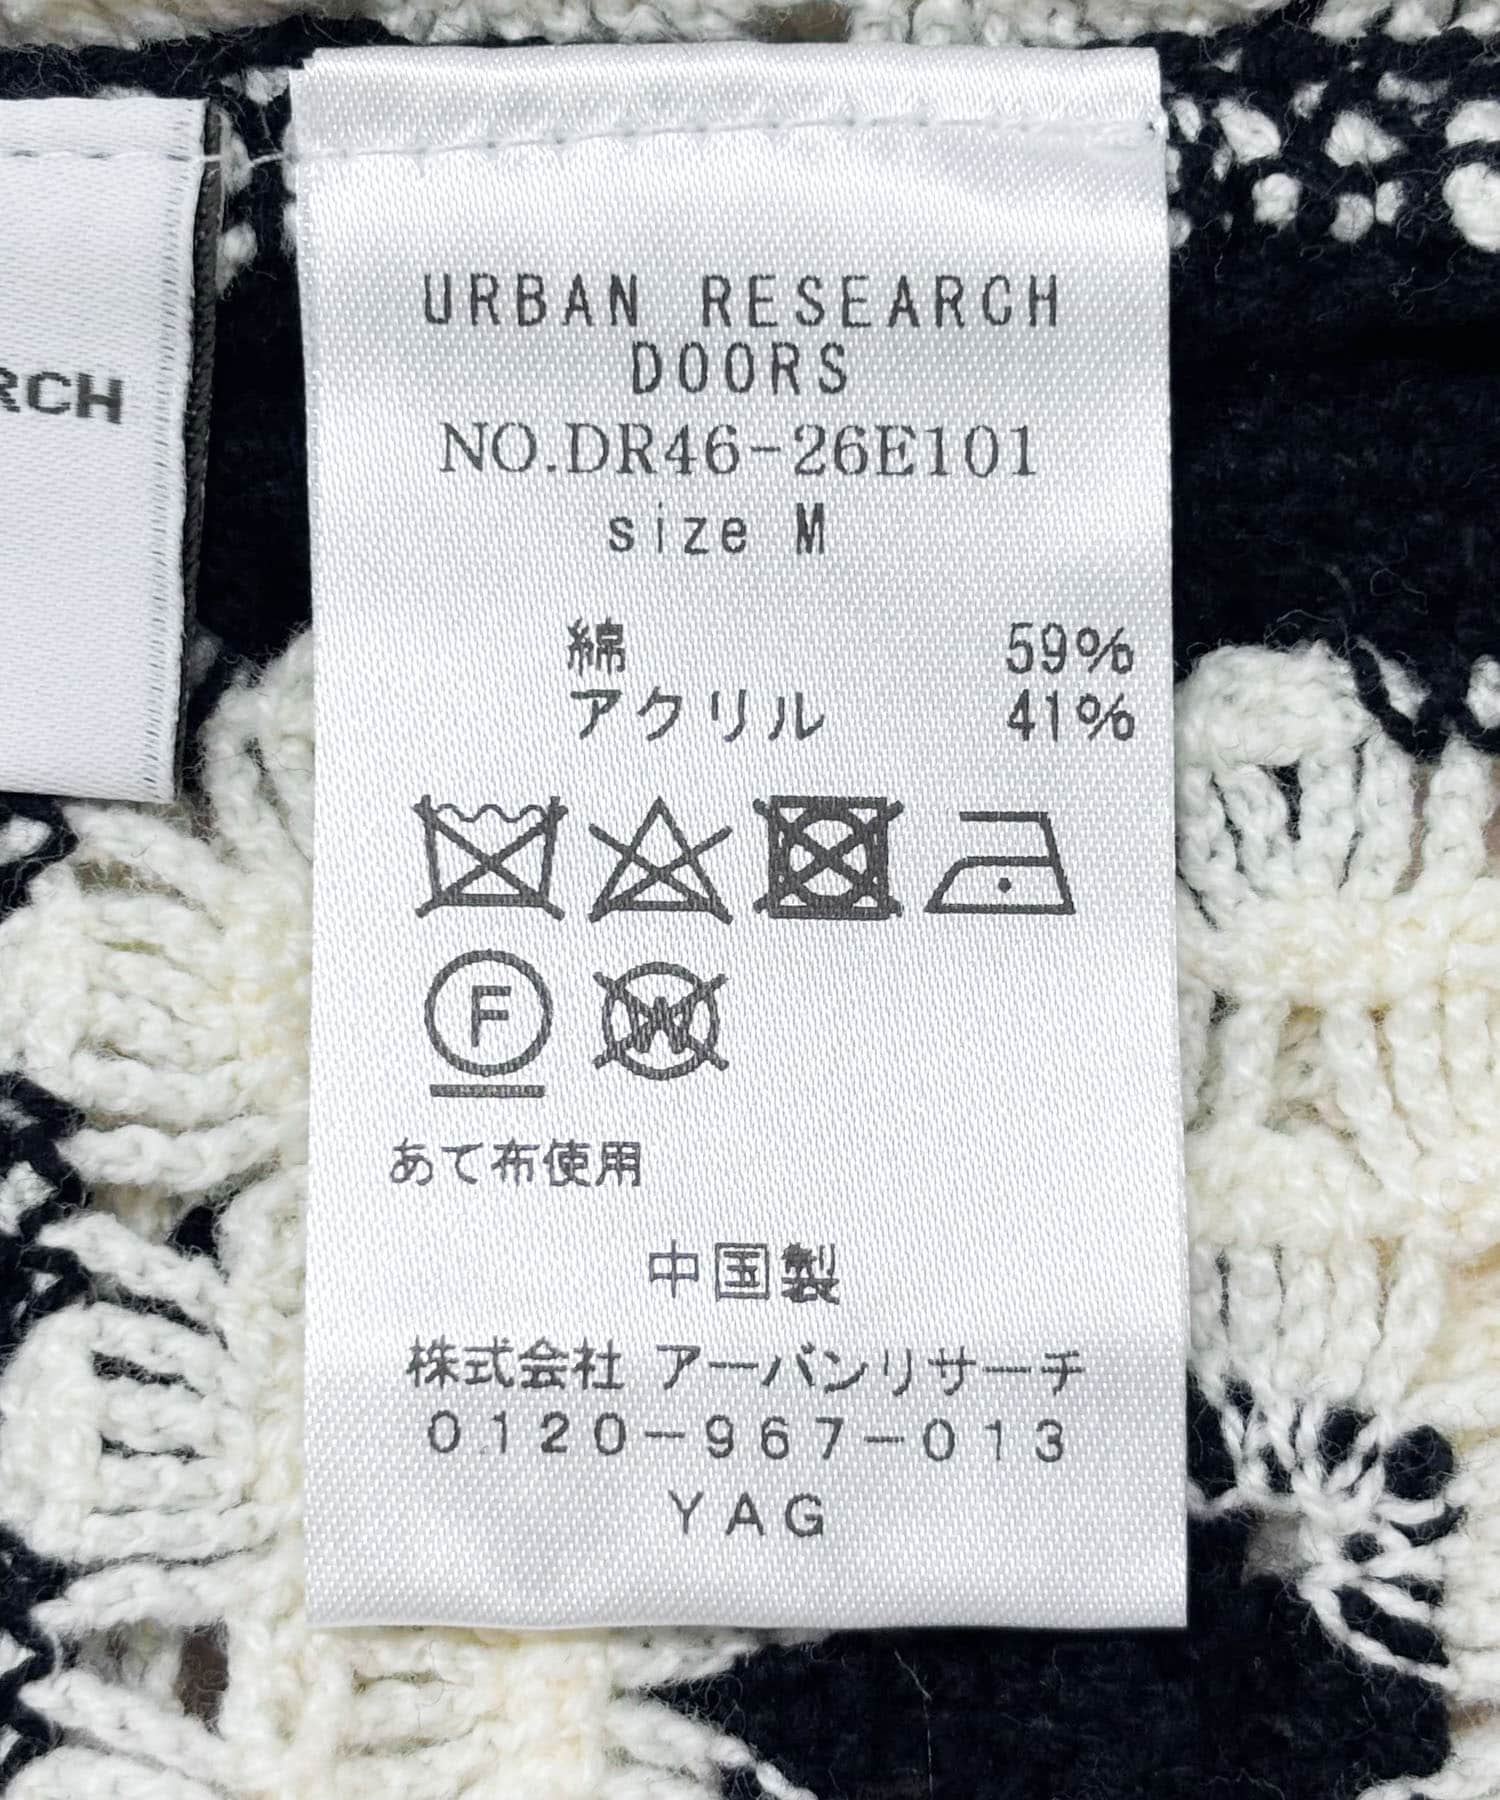 RCH
URBAN RESEARCH
DOORS
NO.DR46-26E101
size M
綿 59%
アクリル 41%
F
W
あて布使用
中国製
株式会社 アーバンリサーチ
0120-967-013
YAG